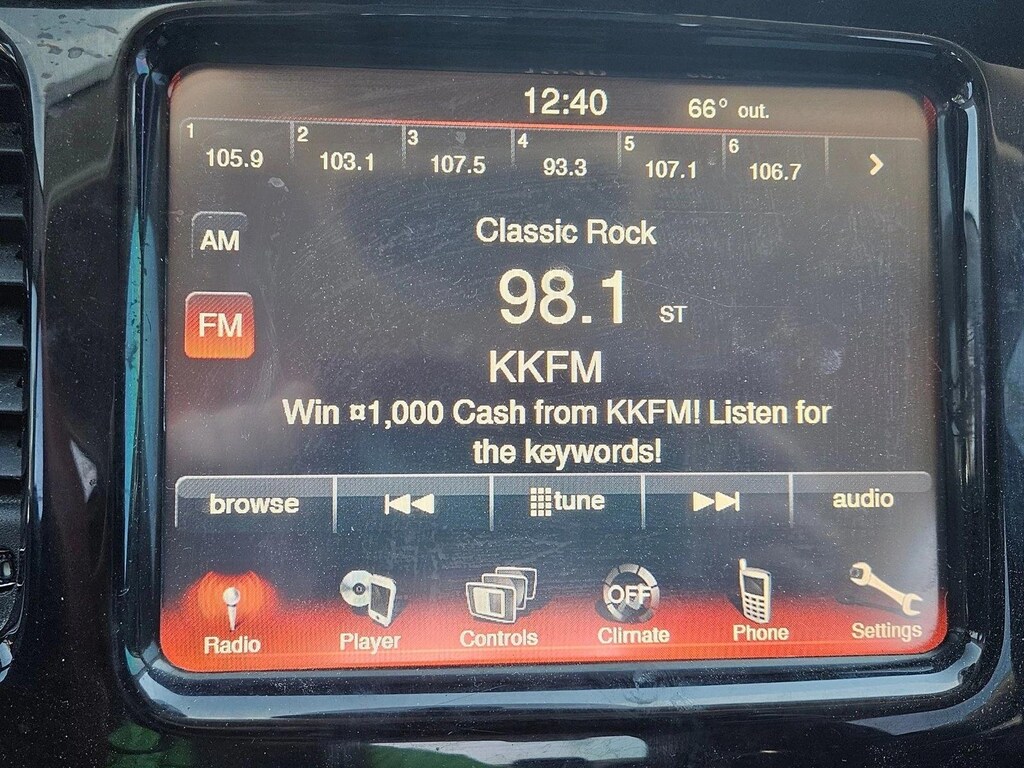 12:40 66° out.
1 2 3 4 5 6
105.9 103.1 107.5 93.3 107.1 106.7
AM
Classic Rock
98.1 ST
FM
KKFM
Win ¤1,000 Cash from KKFM! Listen for
the keywords!
browse tune audio
OFF
Radio Player Controls Climate Phone Settings